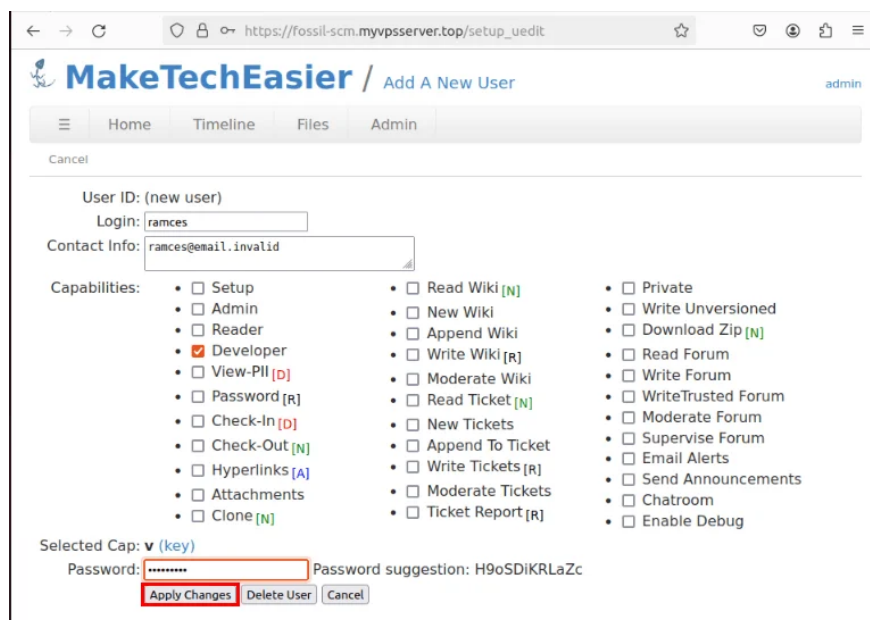 https://fossil-scm.myvpsserver.top/setup_uedit
MakeTechEasier / Add A New User
admin
☰ Home Timeline Files Admin
Cancel
User ID: (new user)
Login: ramces
Contact Info: ramces@email.invalid
Capabilities:
Setup
Admin
Reader
Developer
View-PII [D]
Password [R]
Check-In [D]
Check-Out [N]
Hyperlinks [A]
Attachments
Clone [N]
Read Wiki [N]
New Wiki
Append Wiki
Write Wiki [R]
Moderate Wiki
Read Ticket [N]
New Tickets
Append To Ticket
Write Tickets [R]
Moderate Tickets
Ticket Report [R]
Private
Write Unversioned
Download Zip [N]
Read Forum
Write Forum
WriteTrusted Forum
Moderate Forum
Supervise Forum
Email Alerts
Send Announcements
Chatroom
Enable Debug
Selected Cap: v (key)
Password: ••••••••• Password suggestion: H9oSDiKRLaZc
Apply Changes Delete User Cancel